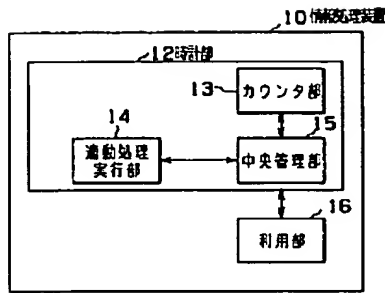 10 情報処理装置
12 時計部
13 カウンタ部
14
適動処理
実行部
15
中央管理部
16
利用部